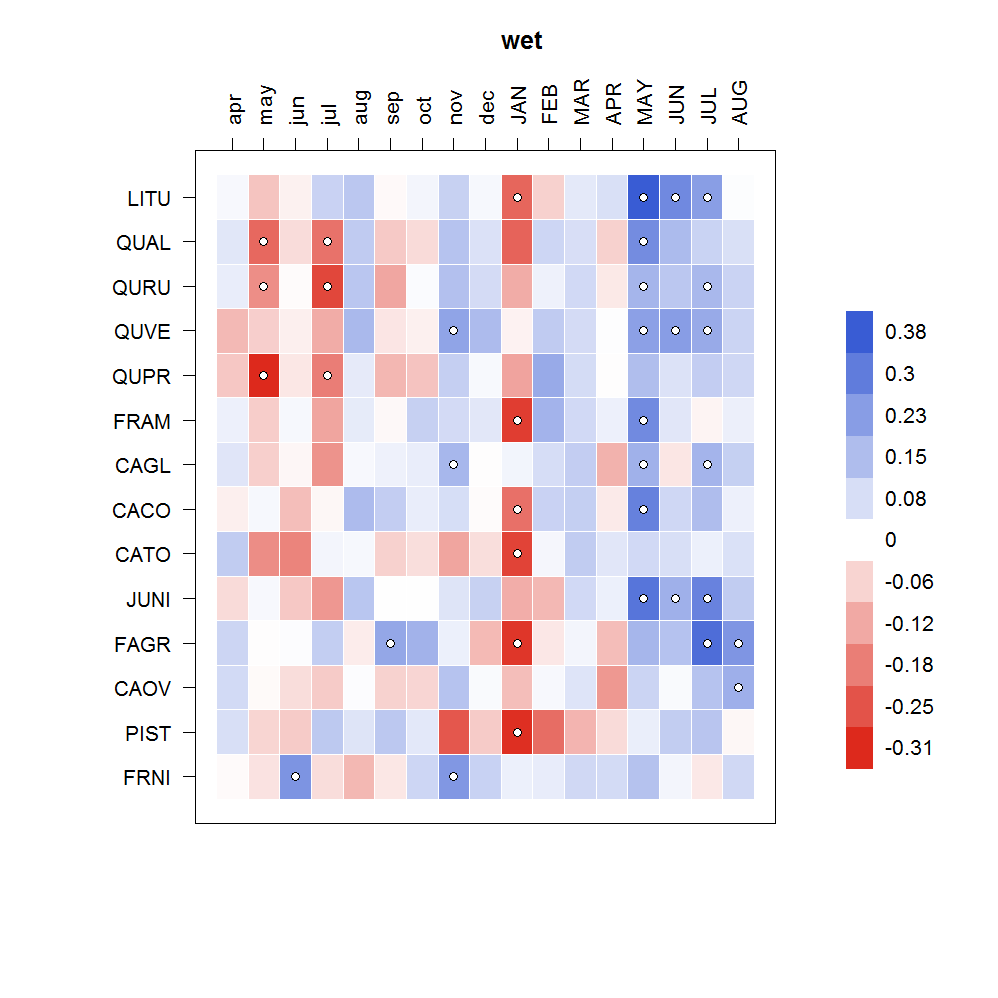 wet
apr may jun jul aug sep oct nov dec JAN FEB MAR APR MAY JUN JUL AUG
LITU
QUAL
QURU
QUVE
QUPR
FRAM
CAGL
CACO
CATO
JUNI
FAGR
CAOV
PIST
FRNI
0.38
0.3
0.23
0.15
0.08
0
-0.06
-0.12
-0.18
-0.25
-0.31